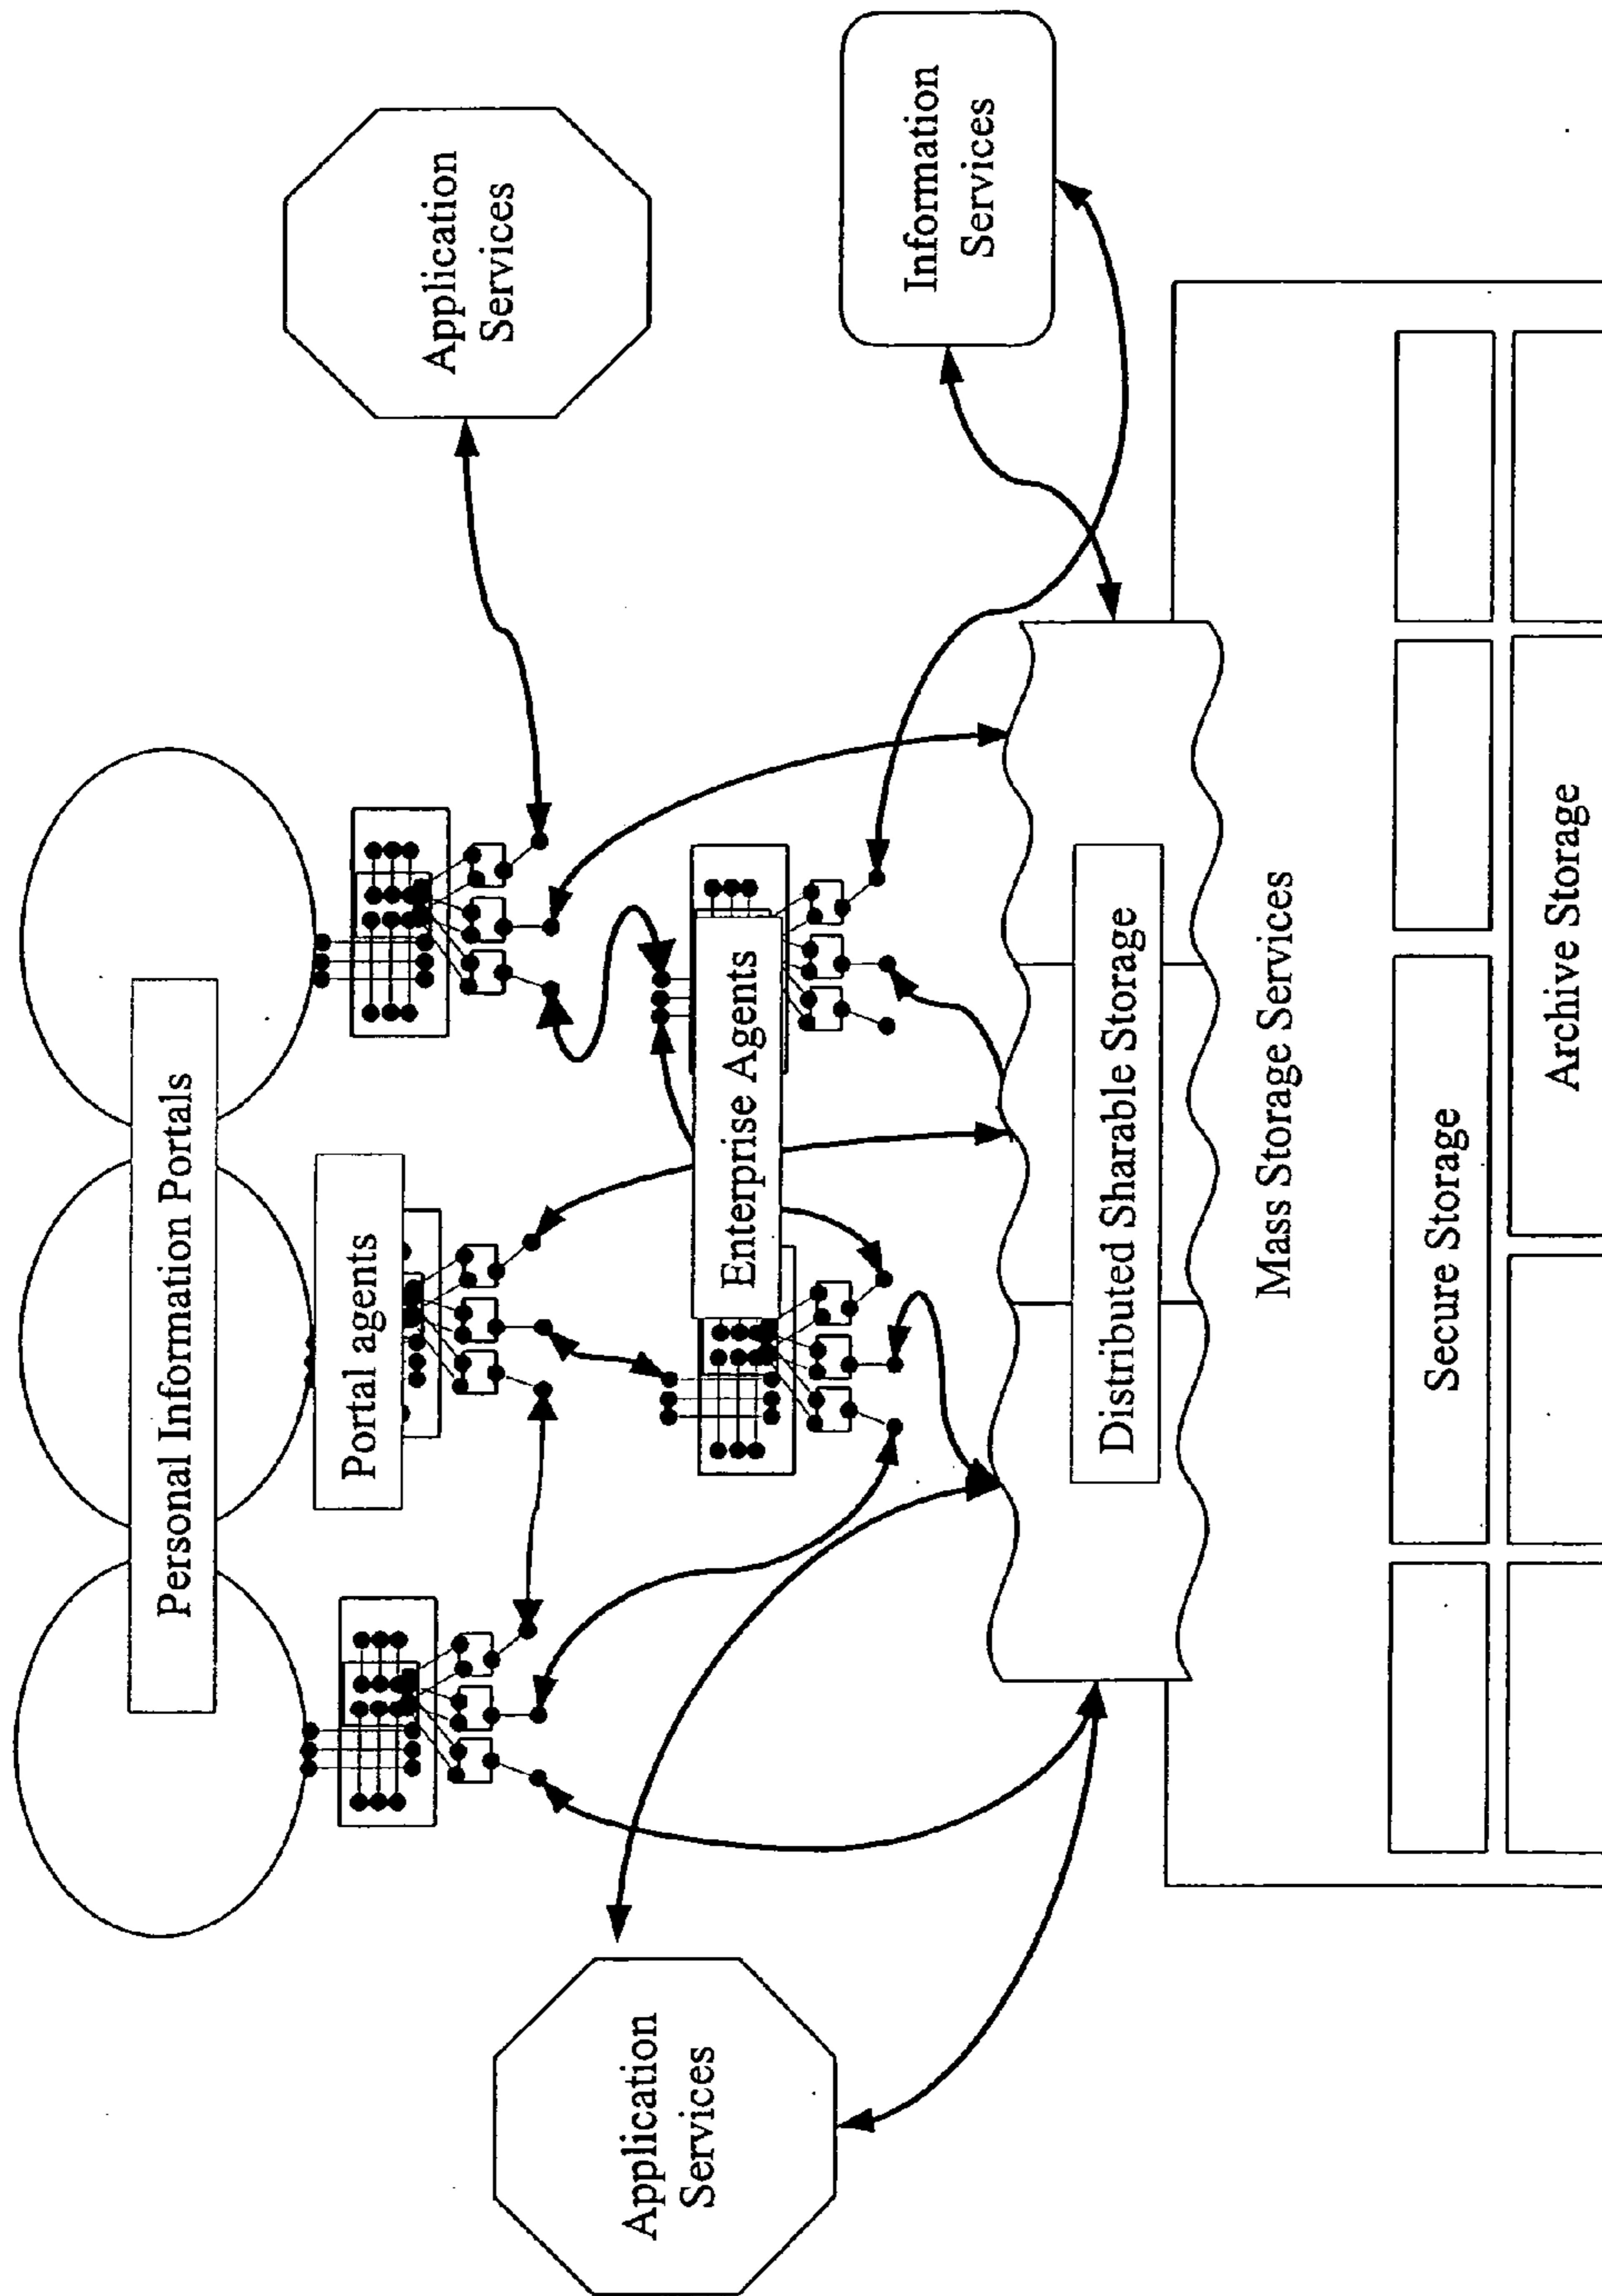 Personal Information Portals
Portal agents
Application
Services
Enterprise Agents
Application
Services
Information
Services
Distributed Sharable Storage
Mass Storage Services
Secure Storage
Archive Storage